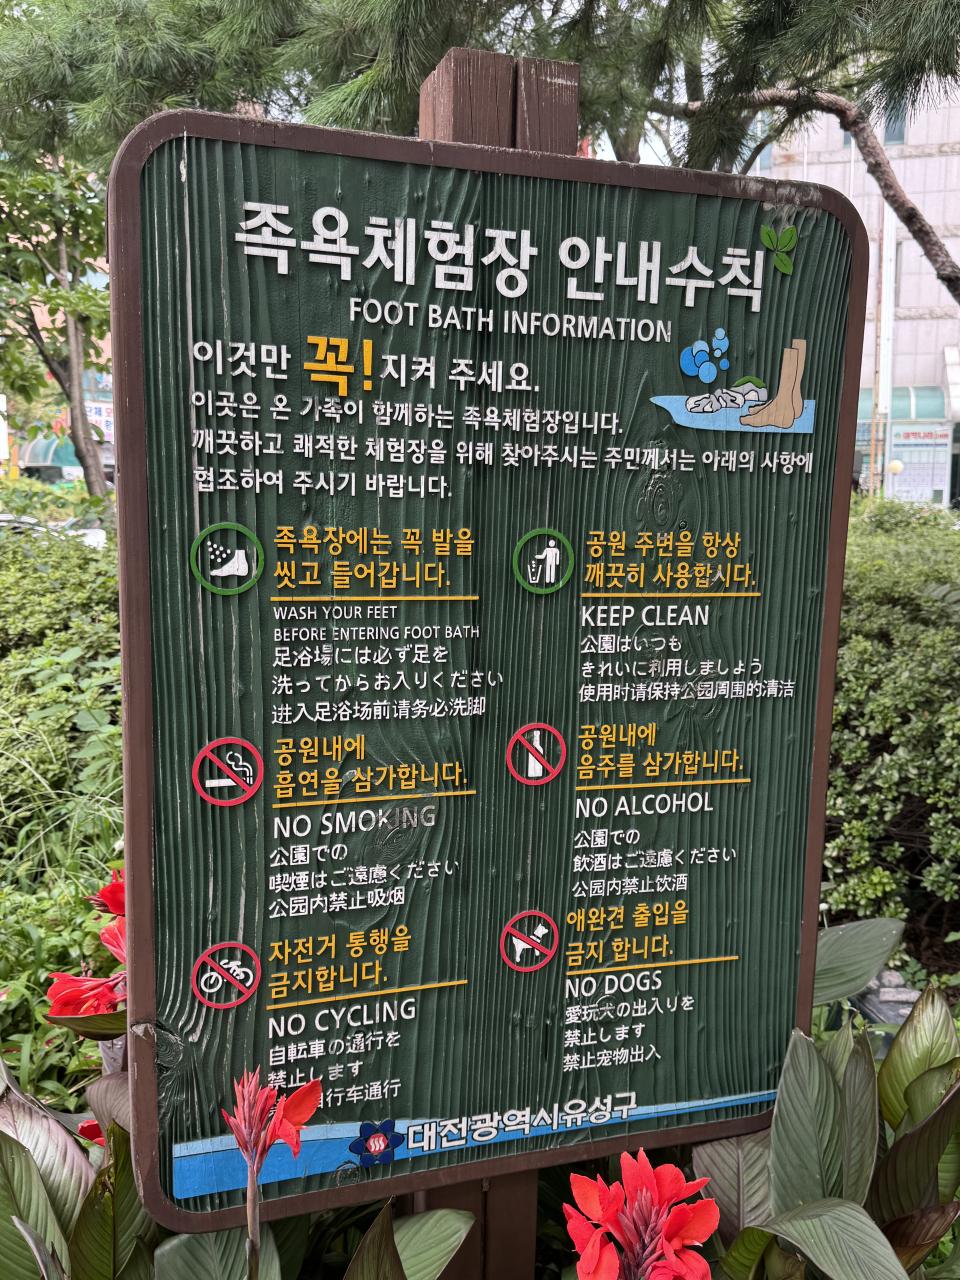 족욕체험장 안내수칙
FOOT BATH INFORMATION
이것만 꼭! 지켜 주세요.
이곳은 온 가족이 함께하는 족욕체험장입니다.
깨끗하고 쾌적한 체험장을 위해 찾아주시는 주민께서는 아래의 사항에
협조하여 주시기 바랍니다.
족욕장에는 꼭 발을
씻고 들어갑니다.
WASH YOUR FEET
BEFORE ENTERING FOOT BATH
足浴場には必ず足を
洗ってからお入りください
进入足浴场前请务必洗脚
공원 주변을 항상
깨끗히 사용합시다.
KEEP CLEAN
公園はいつも
きれいに利用しましょう
使用时请保持公园周围的清洁
공원내에
흡연을 삼가합니다.
NO SMOKING
公園での
喫煙はご遠慮ください
公园内禁止吸烟
공원내에
음주를 삼가합니다.
NO ALCOHOL
公園での
飲酒はご遠慮ください
公园内禁止饮酒
자전거 통행을
금지합니다.
NO CYCLING
自転車の通行を
禁止します
自行车通行
애완견 출입을
금지 합니다.
NO DOGS
愛玩犬の出入りを
禁止します
禁止宠物出入
대전광역시유성구